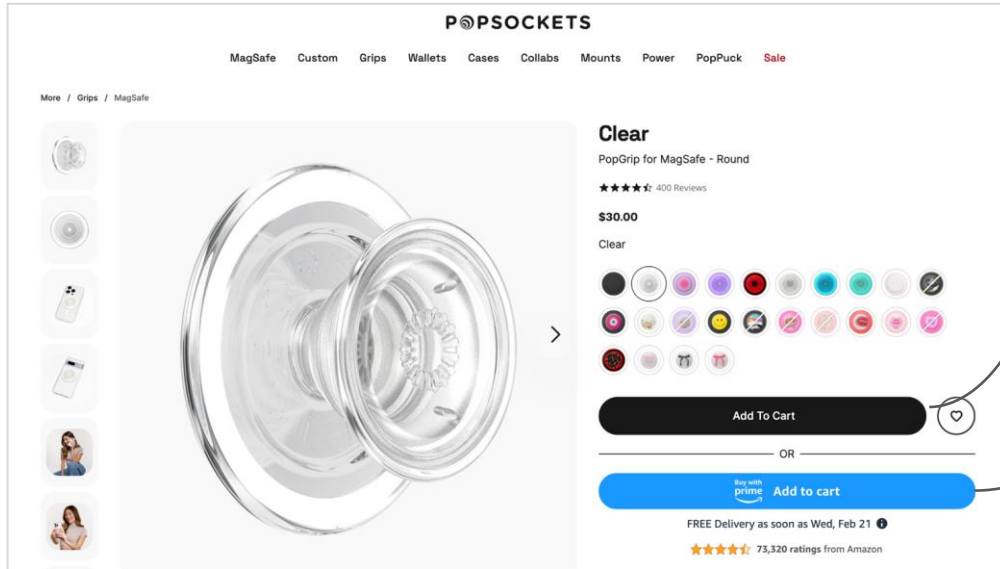 POPSOCKETS
MagSafe Custom Grips Wallets Cases Collabs Mounts Power PopPuck Sale
More / Grips / MagSafe
Clear
PopGrip for MagSafe - Round
400 Reviews
$30.00
Clear
Add To Cart
OR
Buy with
prime Add to cart
FREE Delivery as soon as Wed, Feb 21
73,320 ratings from Amazon